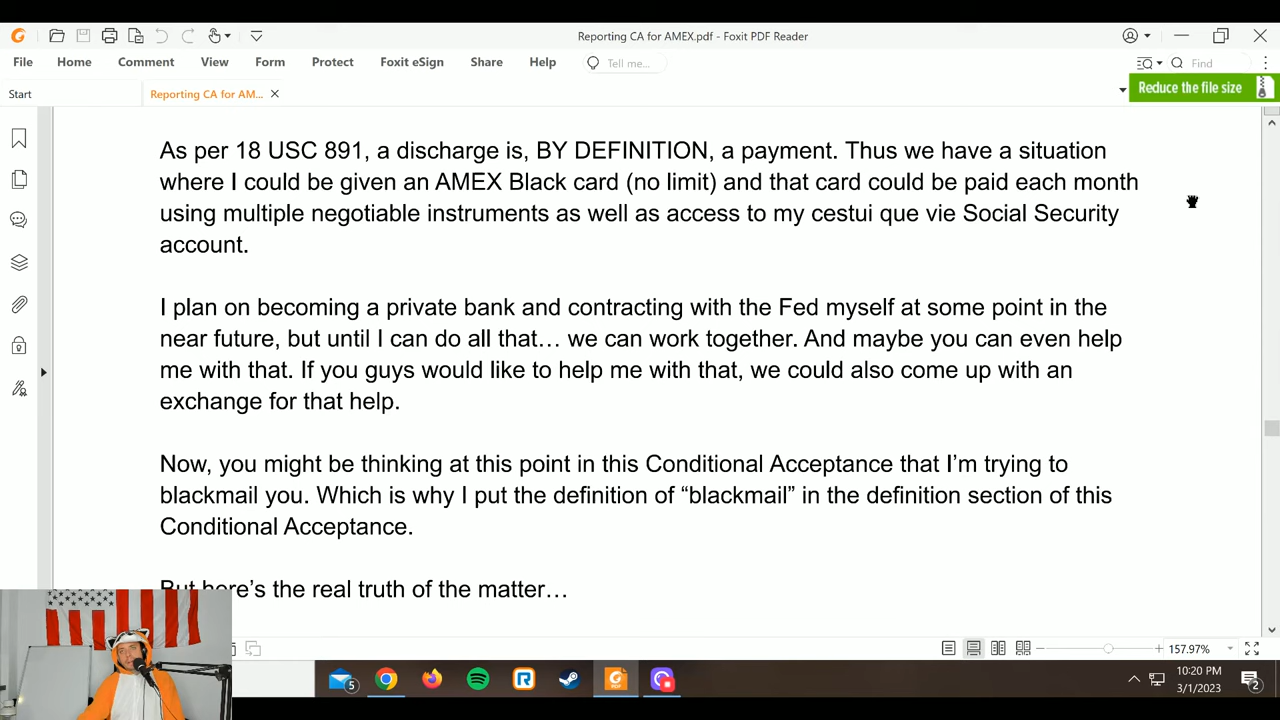 Reporting CA for AMEX.pdf - Foxit PDF Reader
File Home Comment View Form Protect Foxit eSign Share Help Tell me... Find
Start Reporting CA for AM... Reduce the file size
As per 18 USC 891, a discharge is, BY DEFINITION, a payment. Thus we have a situation
where I could be given an AMEX Black card (no limit) and that card could be paid each month
using multiple negotiable instruments as well as access to my cestui que vie Social Security
account.
I plan on becoming a private bank and contracting with the Fed myself at some point in the
near future, but until I can do all that… we can work together. And maybe you can even help
me with that. If you guys would like to help me with that, we could also come up with an
exchange for that help.
Now, you might be thinking at this point in this Conditional Acceptance that I’m trying to
blackmail you. Which is why I put the definition of “blackmail” in the definition section of this
Conditional Acceptance.
But here’s the real truth of the matter…
157.97%
5
10:20 PM
3/1/2023
2